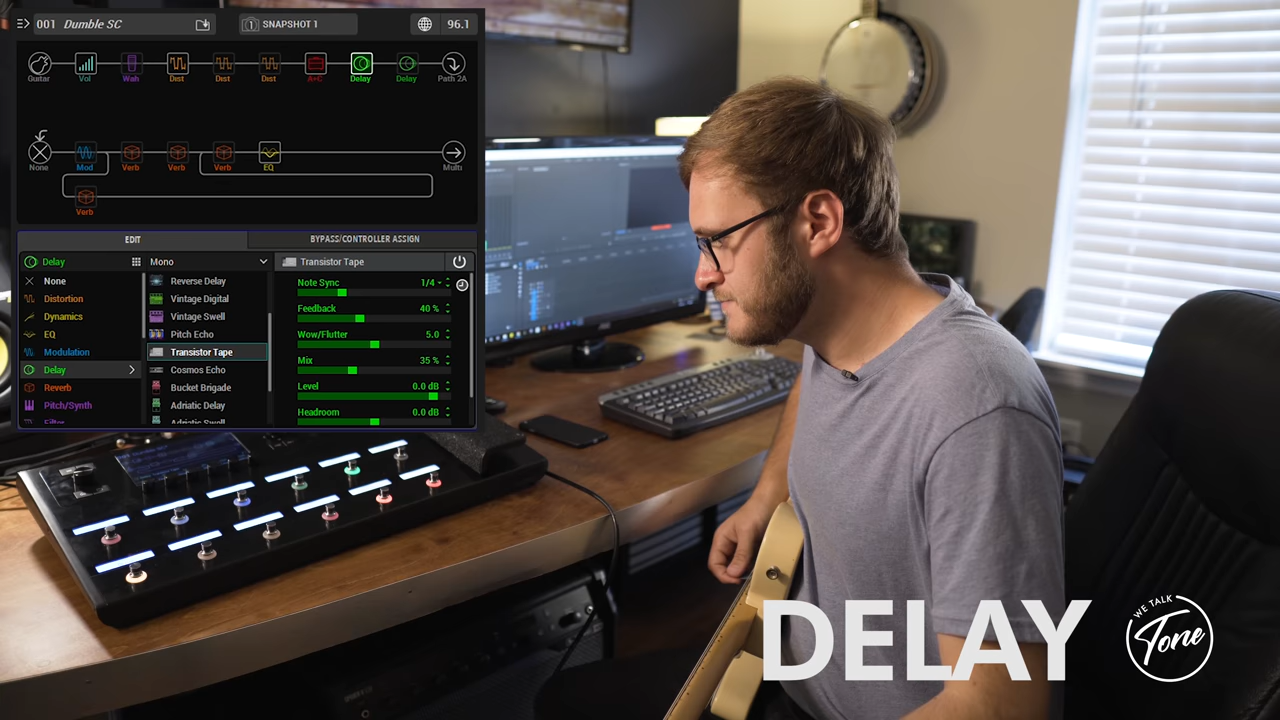 001 Dumble SC
1 SNAPSHOT 1
96.1
Guitar Vol Wah Dist Dist Dist A+C Delay Delay Path 2A
None Mod Verb Verb Verb EQ Multi
Verb
EDIT BYPASS/CONTROLLER ASSIGN
Delay Mono Transistor Tape
None
Distortion
Dynamics
EQ
Modulation
Delay
Reverb
Pitch/Synth
Filter
Reverse Delay
Vintage Digital
Vintage Swell
Pitch Echo
Transistor Tape
Cosmos Echo
Bucket Brigade
Adriatic Delay
Adriatic Swell
Note Sync 1/4
Feedback 40 %
Wow/Flutter 5.0
Mix 35 %
Level 0.0 dB
Headroom 0.0 dB
DELAY
WE TALK
Tone